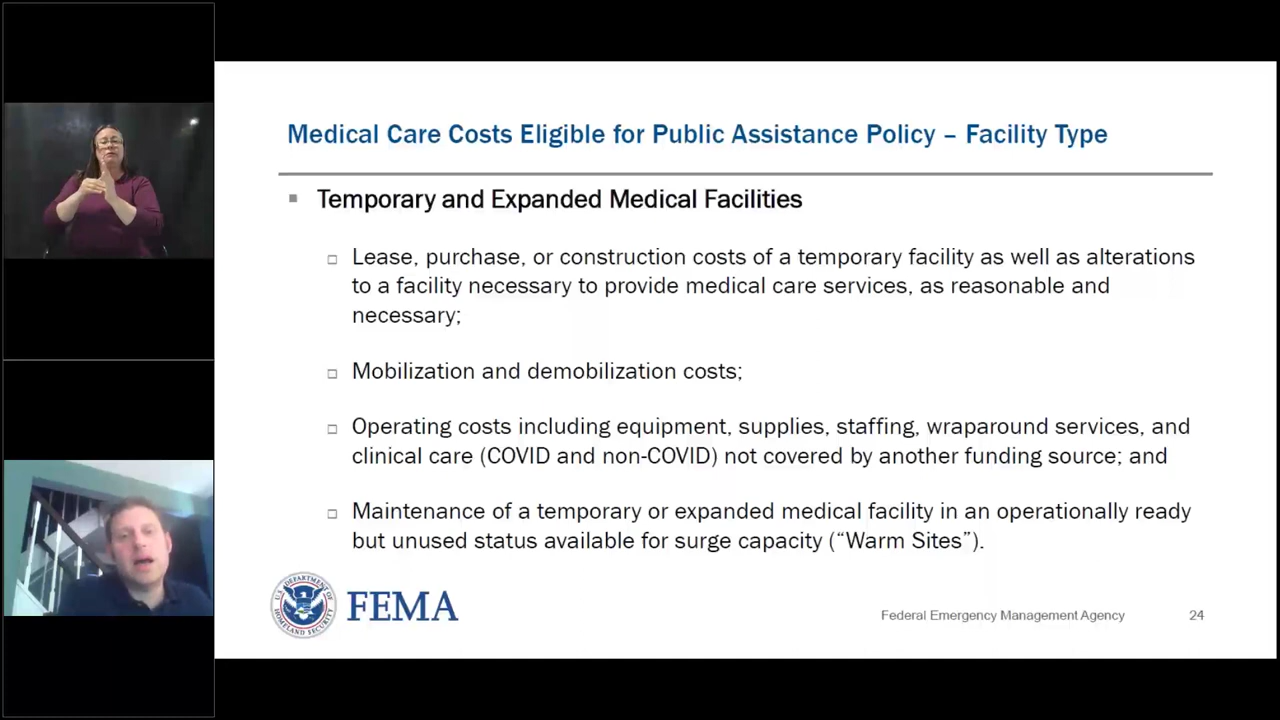 Medical Care Costs Eligible for Public Assistance Policy – Facility Type
Temporary and Expanded Medical Facilities
Lease, purchase, or construction costs of a temporary facility as well as alterations
to a facility necessary to provide medical care services, as reasonable and
necessary;
Mobilization and demobilization costs;
Operating costs including equipment, supplies, staffing, wraparound services, and
clinical care (COVID and non-COVID) not covered by another funding source; and
Maintenance of a temporary or expanded medical facility in an operationally ready
but unused status available for surge capacity (“Warm Sites”).
U.S. DEPARTMENT OF
HOMELAND SECURITY
FEMA
Federal Emergency Management Agency
24